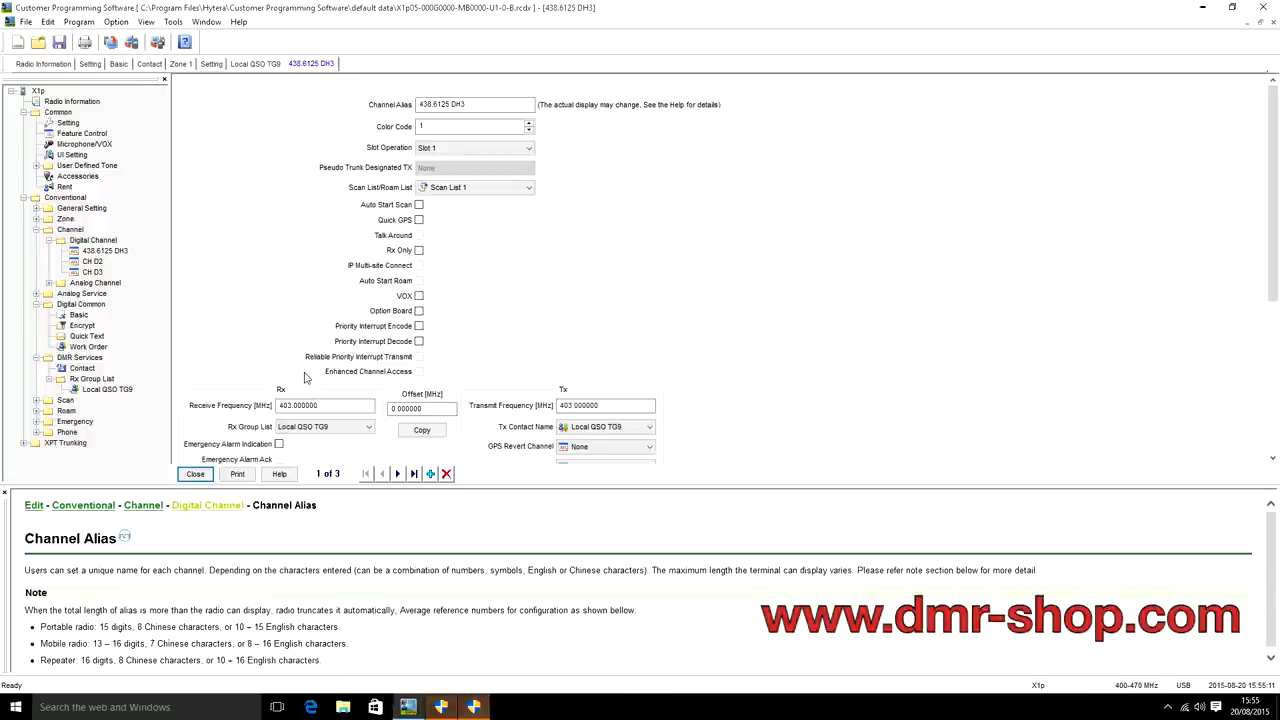 Customer Programming Software [ C:\Program Files\Hytera\Customer Programming Software\default data\X1p05-000G0000-MB0000-U1-0-B.rcdx ] - [438.6125 DH3]
File Edit Program Option View Tools Window Help
Radio Information Setting Basic Contact Zone 1 Setting Local QSO TG9 438.6125 DH3
X1p
Radio Information
Common
Setting
Feature Control
Microphone/VOX
UI Setting
User Defined Tone
Accessories
Rent
Conventional
General Setting
Zone
Channel
Digital Channel
438.6125 DH3
CH D2
CH D3
Analog Channel
Analog Service
Digital Common
Basic
Encrypt
Quick Text
Work Order
DMR Services
Contact
Rx Group List
Local QSO TG9
Scan
Roam
Emergency
Phone
XPT Trunking
Channel Alias 438.6125 DH3 (The actual display may change. See the Help for details)
Color Code 1
Slot Operation Slot 1
Pseudo Trunk Designated TX None
Scan List/Roam List Scan List 1
Auto Start Scan
Quick GPS
Talk Around
Rx Only
IP Multi-site Connect
Auto Start Roam
VOX
Option Board
Priority Interrupt Encode
Priority Interrupt Decode
Reliable Priority Interrupt Transmit
Enhanced Channel Access
Rx Offset [MHz] Tx
Receive Frequency [MHz] 403.000000 0.000000 Transmit Frequency [MHz] 403.000000
Rx Group List Local QSO TG9 Copy Tx Contact Name Local QSO TG9
Emergency Alarm Indication GPS Revert Channel None
Emergency Alarm Ack
Close Print Help 1 of 3
Edit - Conventional - Channel - Digital Channel - Channel Alias
Channel Alias
Users can set a unique name for each channel. Depending on the characters entered (can be a combination of numbers, symbols, English or Chinese characters). The maximum length the terminal can display varies. Please refer note section below for more detail.
Note
When the total length of alias is more than the radio can display, radio truncates it automatically, Average reference numbers for configuration as shown below:
• Portable radio: 15 digits, 8 Chinese characters, or 10 – 15 English characters.
• Mobile radio: 13 – 16 digits, 7 Chinese characters, or 8 – 16 English characters.
• Repeater: 16 digits, 8 Chinese characters, or 10 – 16 English characters.
www.dmr-shop.com
Ready X1p 400-470 MHz USB 2015-08-20 15:55:11
Search the web and Windows 15:55
20/08/2015